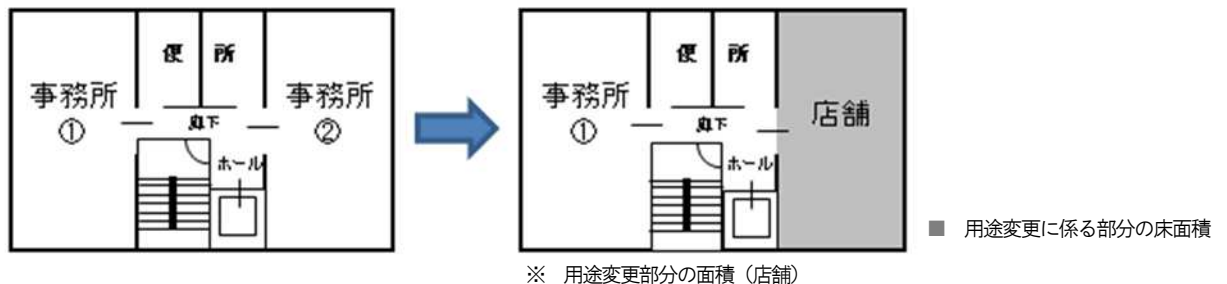 便 所
事務所
①
事務所
②
廊下
ホール
便 所
事務所
①
店舗
廊下
ホール
■ 用途変更に係る部分の床面積
※ 用途変更部分の面積（店舗）